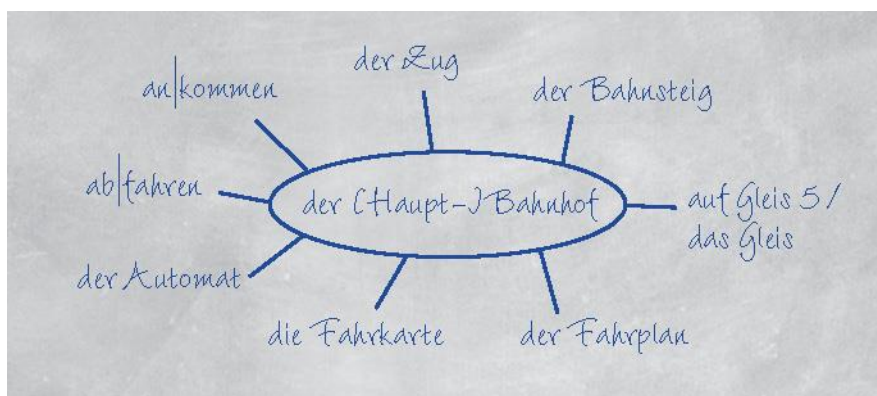 der Zug
an|kommen
der Bahnsteig
ab|fahren
der (Haupt-) Bahnhof
auf Gleis 5 /
das Gleis
der Automat
die Fahrkarte
der Fahrplan